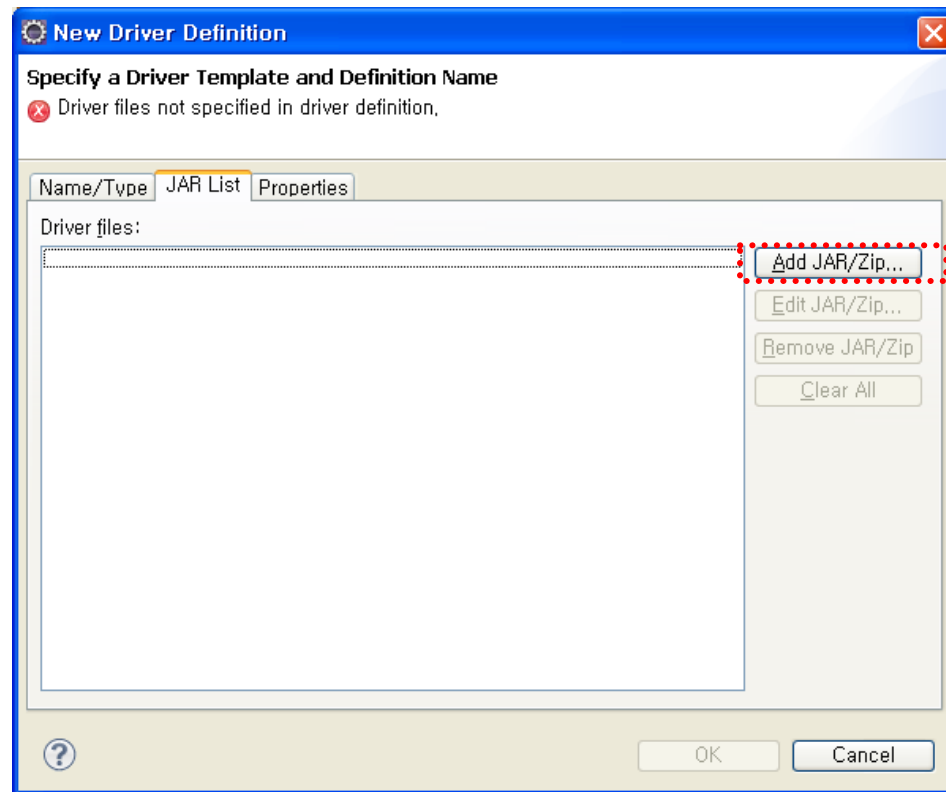 New Driver Definition
Specify a Driver Template and Definition Name
Driver files not specified in driver definition,
Name/Type JAR List Properties
Driver files:
Add JAR/Zip...
Edit JAR/Zip...
Remove JAR/Zip
Clear All
OK Cancel